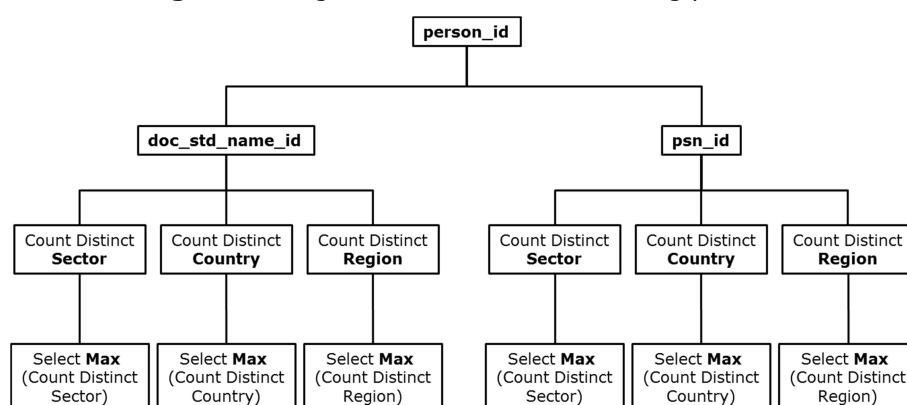 person_id
doc_std_name_id
psn_id
Count Distinct
Sector
Count Distinct
Country
Count Distinct
Region
Count Distinct
Sector
Count Distinct
Country
Count Distinct
Region
Select Max
(Count Distinct
Sector)
Select Max
(Count Distinct
Country)
Select Max
(Count Distinct
Region)
Select Max
(Count Distinct
Sector)
Select Max
(Count Distinct
Country)
Select Max
(Count Distinct
Region)